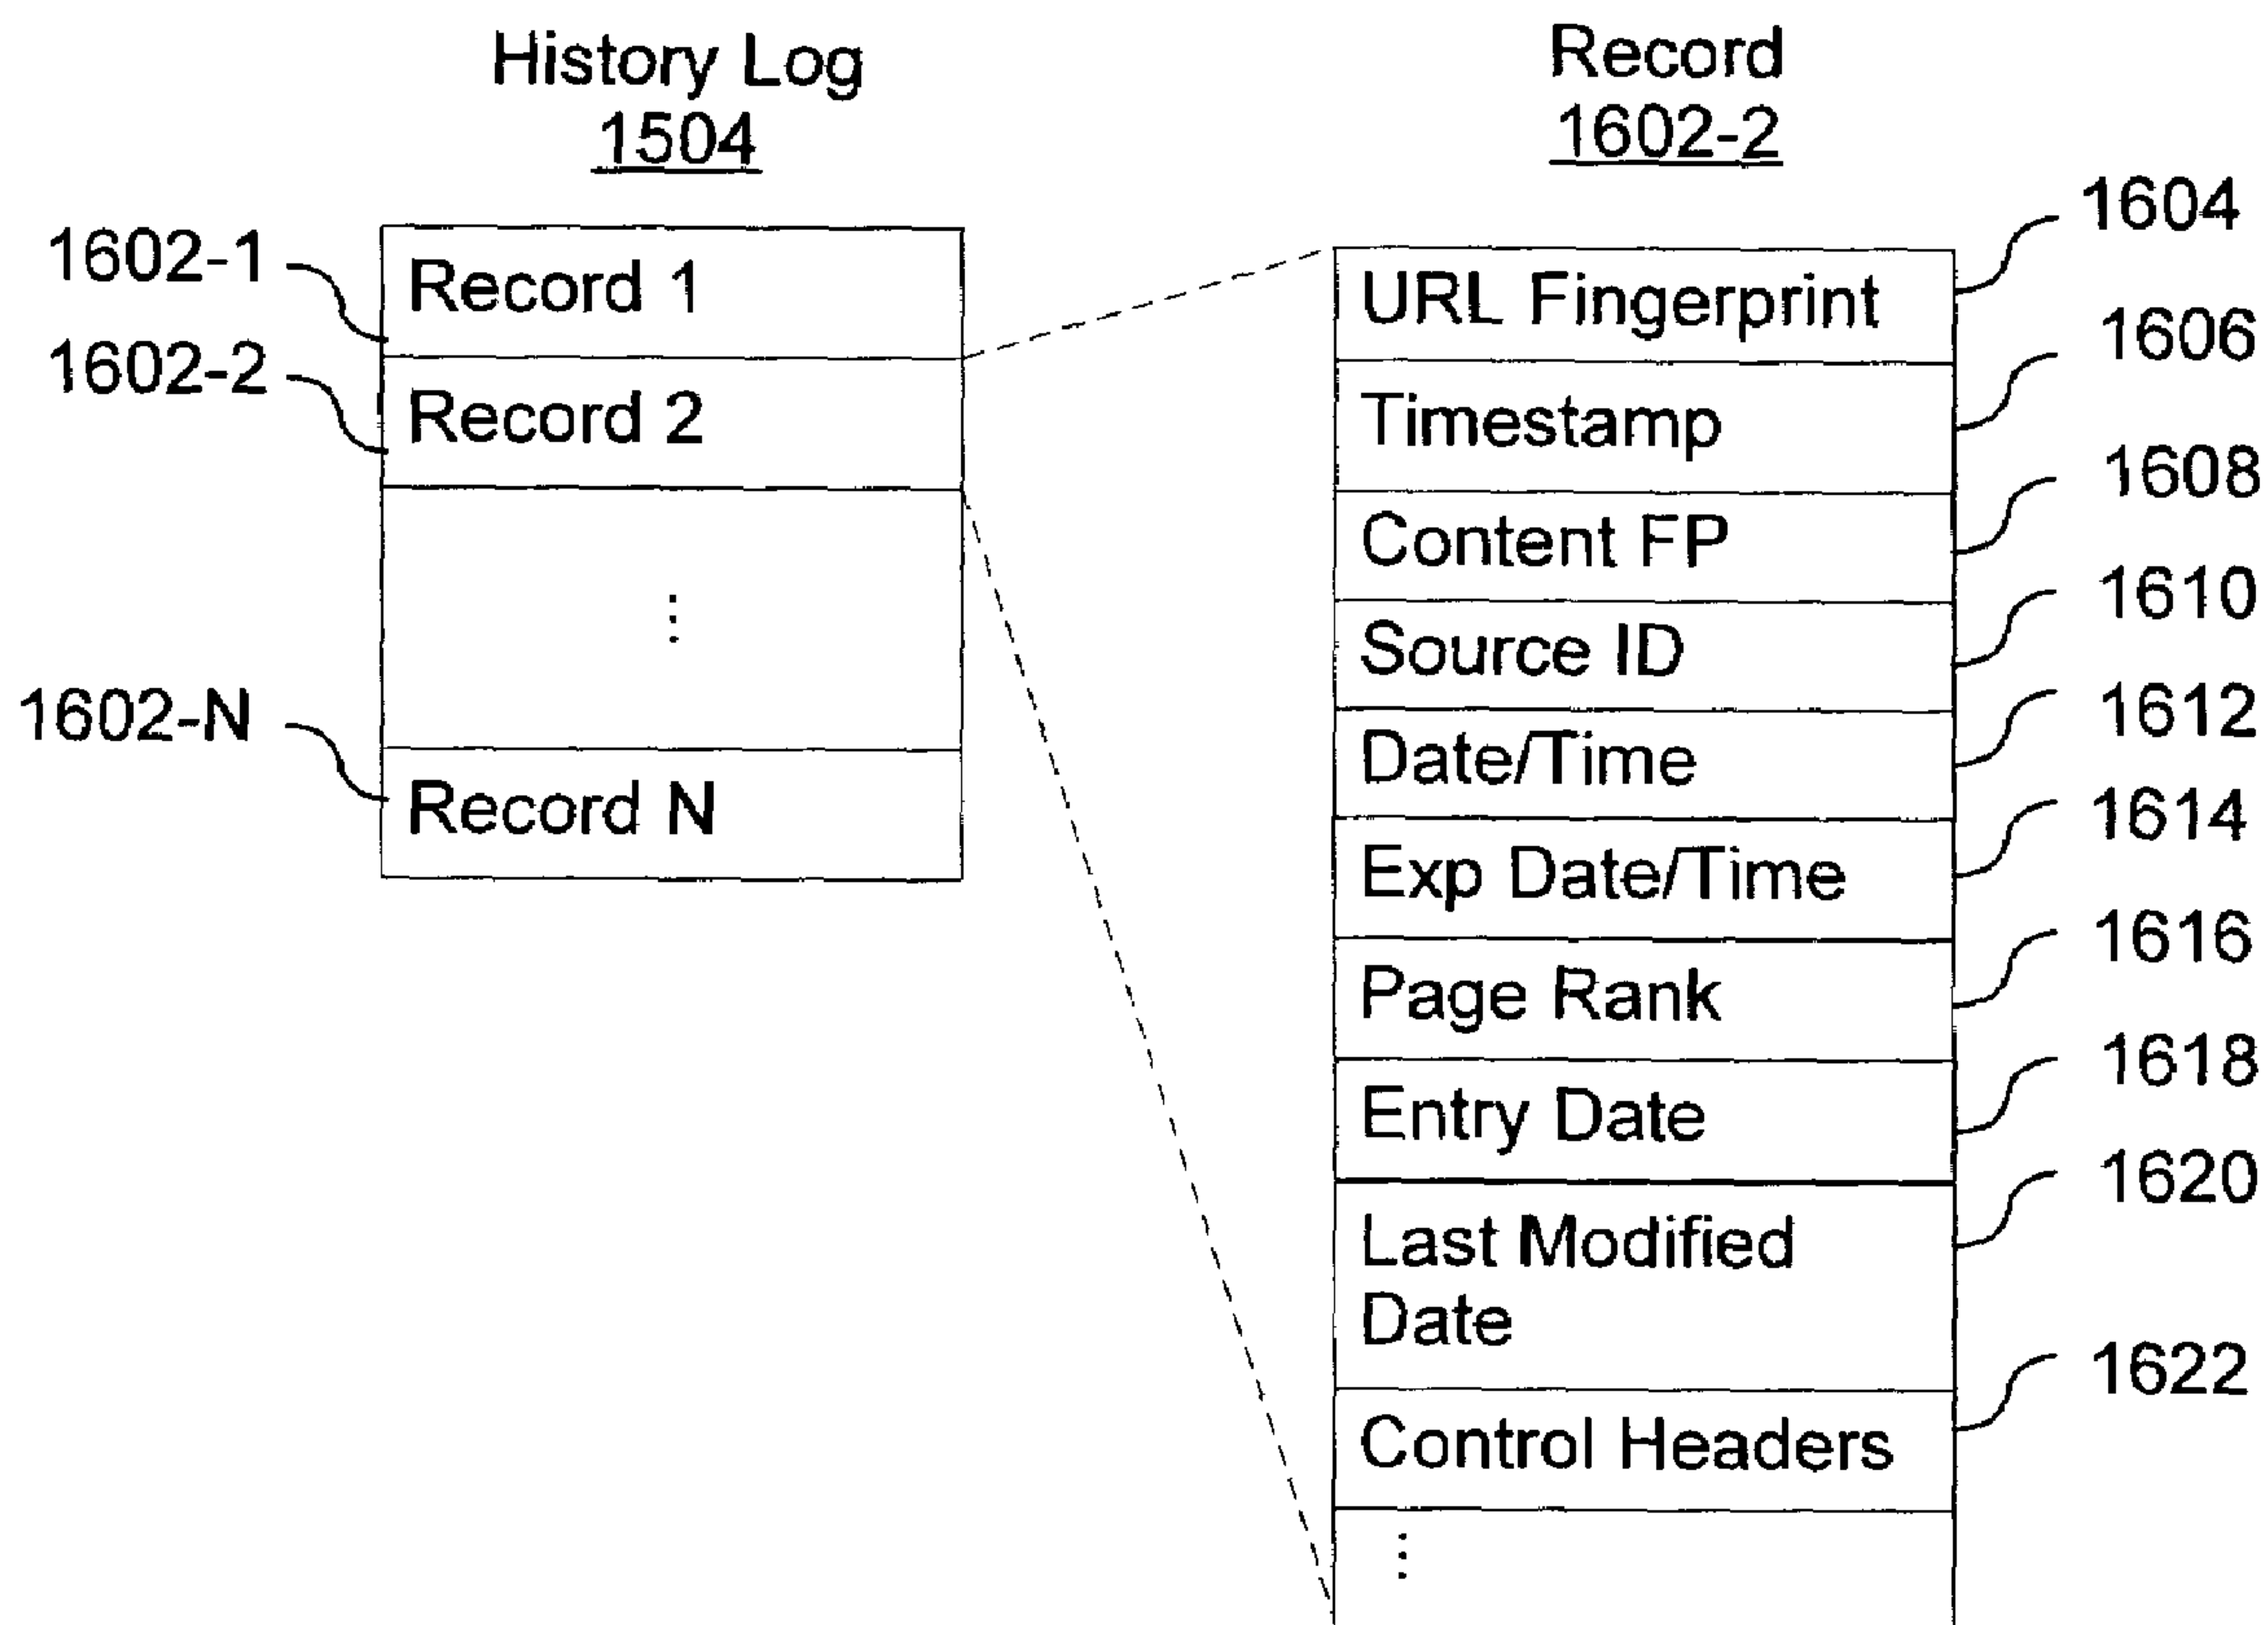 History Log
1504
1602-1
Record 1
1602-2
Record 2
⋮
1602-N
Record N
Record
1602-2
URL Fingerprint
1604
Timestamp
1606
Content FP
1608
Source ID
1610
Date/Time
1612
Exp Date/Time
1614
Page Rank
1616
Entry Date
1618
Last Modified
Date
1620
Control Headers
1622
⋮